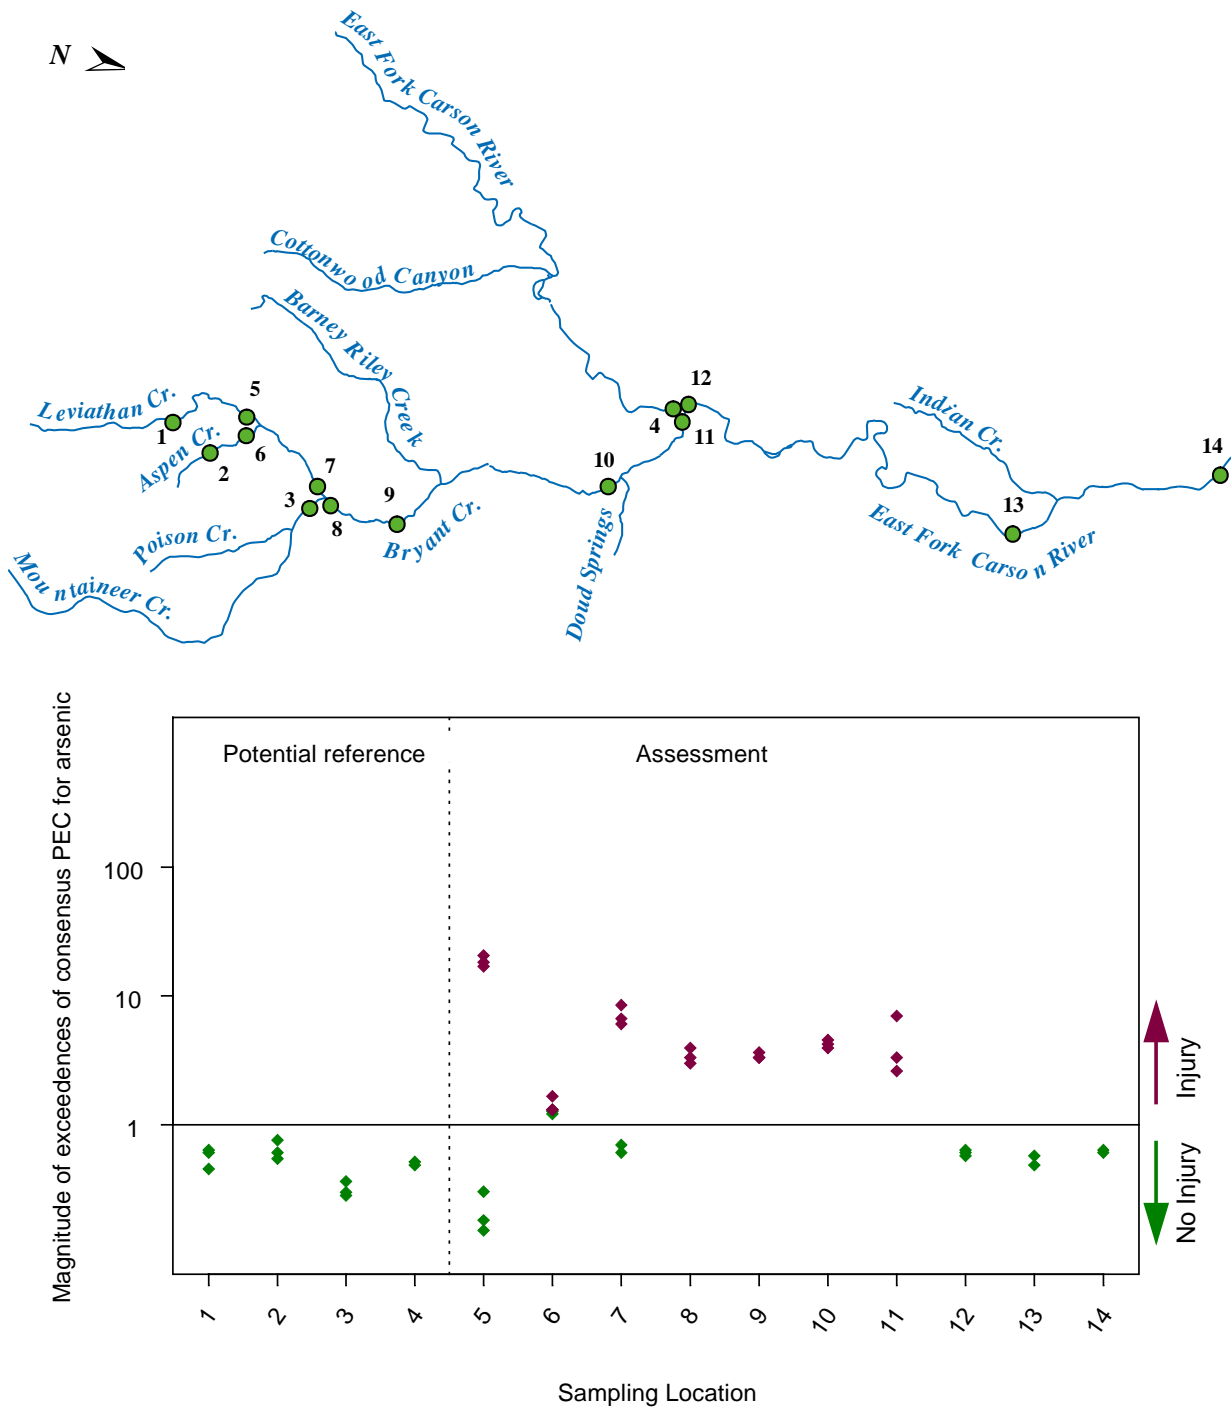 N
East Fork Carson River
Cottonwood Canyon
Barney Riley Creek
Leviathan Cr.
1
Aspen Cr.
2
5
6
7
3
8
9
Poison Cr.
Mountaineer Cr.
Bryant Cr.
10
Doud Springs
4
12
11
Indian Cr.
East Fork Carson River
13
14
Magnitude of exceedences of consensus PEC for arsenic
Potential reference
Assessment
100
10
1
Injury
No Injury
1 2 3 4 5 6 7 8 9 10 11 12 13 14
Sampling Location